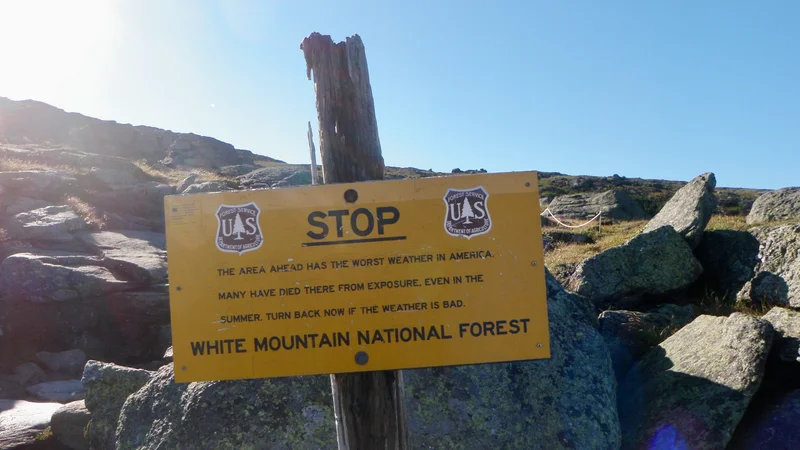 STOP
FOREST SERVICE
U S
DEPARTMENT OF AGRICULTURE
FOREST SERVICE
U S
DEPARTMENT OF AGRICULTURE
THE AREA AHEAD HAS THE WORST WEATHER IN AMERICA.
MANY HAVE DIED THERE FROM EXPOSURE, EVEN IN THE
SUMMER. TURN BACK NOW IF THE WEATHER IS BAD.
WHITE MOUNTAIN NATIONAL FOREST